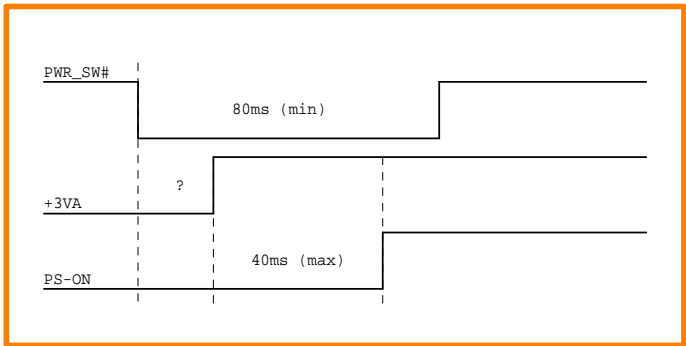 PWR_SW#
80ms (min)
?
+3VA
40ms (max)
PS-ON